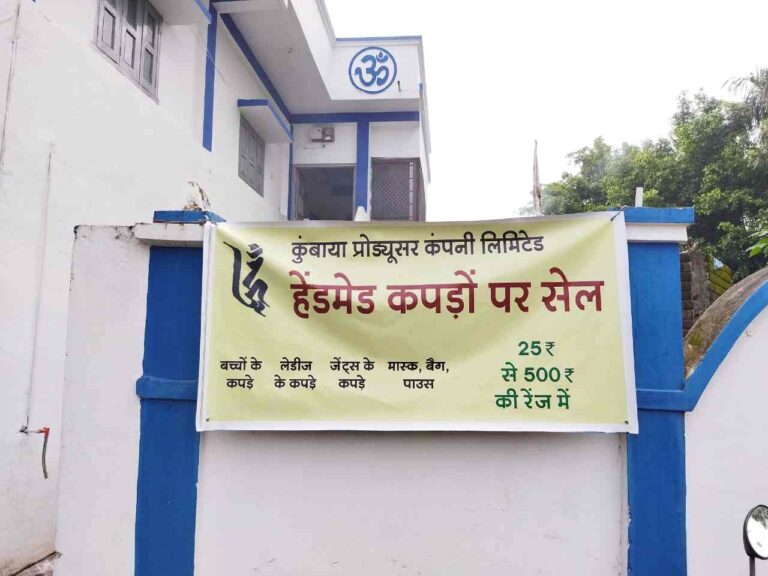 ॐ
कुंबाया प्रोड्यूसर कंपनी लिमिटेड
हेंडमेड कपड़ों पर सेल
बच्चों के कपड़े
लेडीज के कपड़े
जेंट्स के कपड़े
मास्क, बैग, पाउस
25₹
से 500₹
की रेंज में